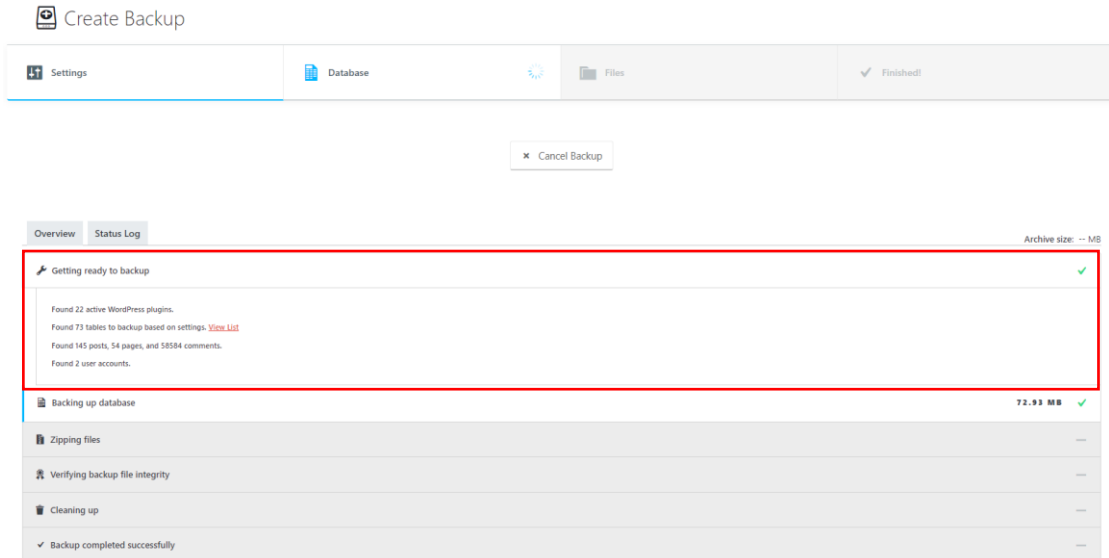 Create Backup
Settings
Database
Files
Finished!
× Cancel Backup
Overview
Status Log
Archive size: -- MB
Getting ready to backup
Found 22 active WordPress plugins.
Found 73 tables to backup based on settings. View List
Found 145 posts, 54 pages, and 58584 comments.
Found 2 user accounts.
Backing up database 72.93 MB
Zipping files
Verifying backup file integrity
Cleaning up
Backup completed successfully